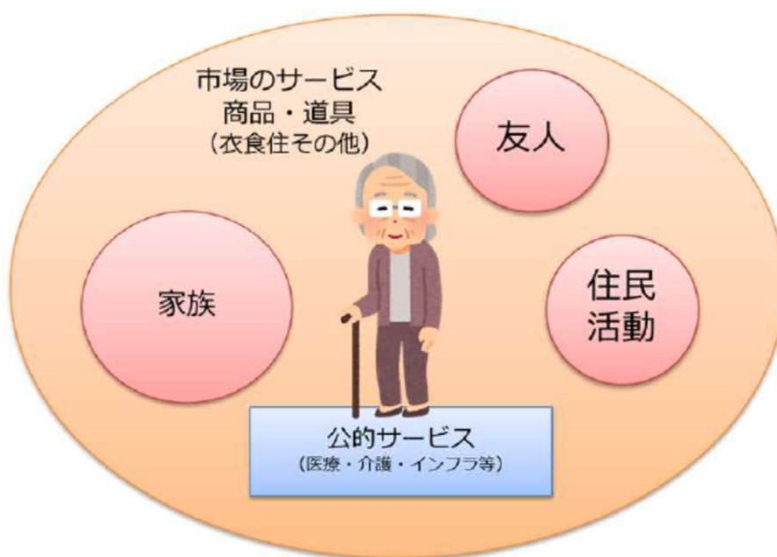 市場のサービス
商品・道具
（衣食住その他）
友人
家族
住民
活動
公的サービス
（医療・介護・インフラ等）